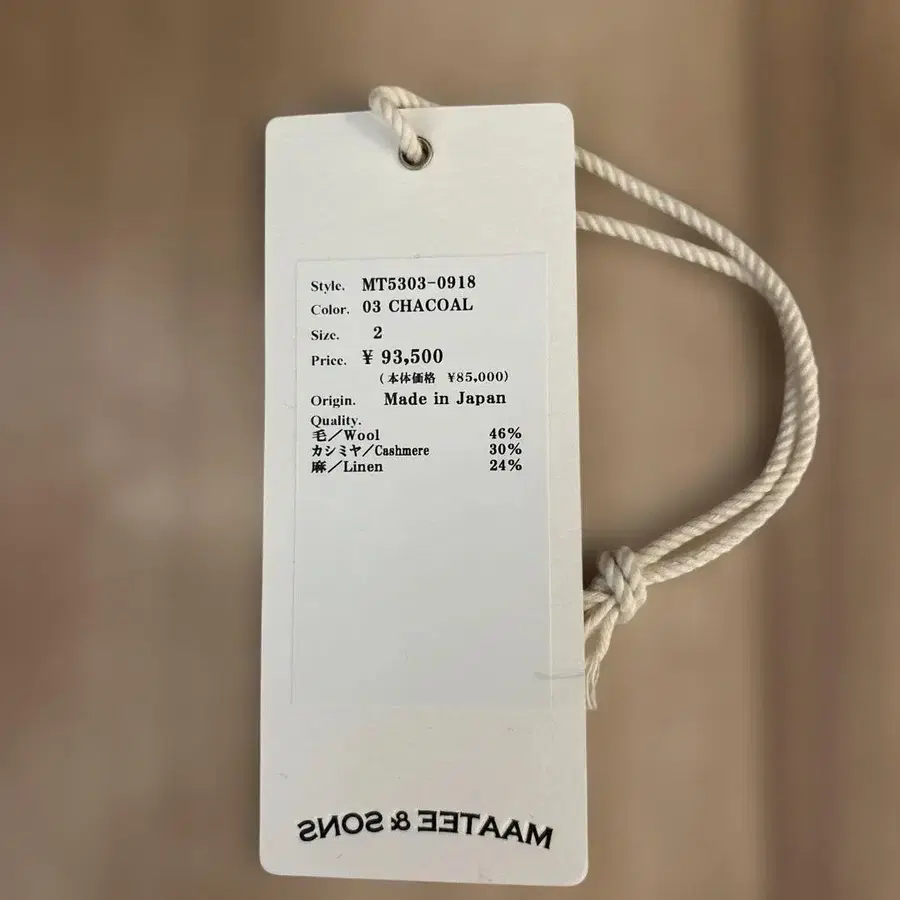 Style. MT5303-0918
Color. 03 CHACOAL
Size. 2
Price. ¥ 93,500
(本体価格 ¥85,000)
Origin. Made in Japan
Quality.
毛/Wool 46%
カシミヤ/Cashmere 30%
麻/Linen 24%
MAATEE & SONS